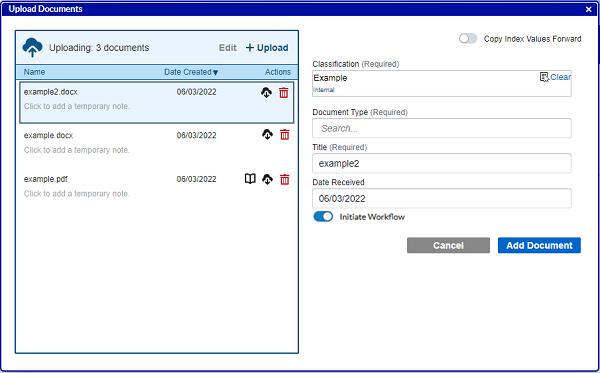 Upload Documents
Uploading: 3 documents Edit + Upload
Name Date Created ▼ Actions
example2.docx 06/03/2022
Click to add a temporary note.
example.docx 06/03/2022
Click to add a temporary note.
example.pdf 06/03/2022
Click to add a temporary note.
Copy Index Values Forward
Classification (Required)
Example Clear
Internal
Document Type (Required)
Search...
Title (Required)
example2
Date Received
06/03/2022
Initiate Workflow
Cancel Add Document